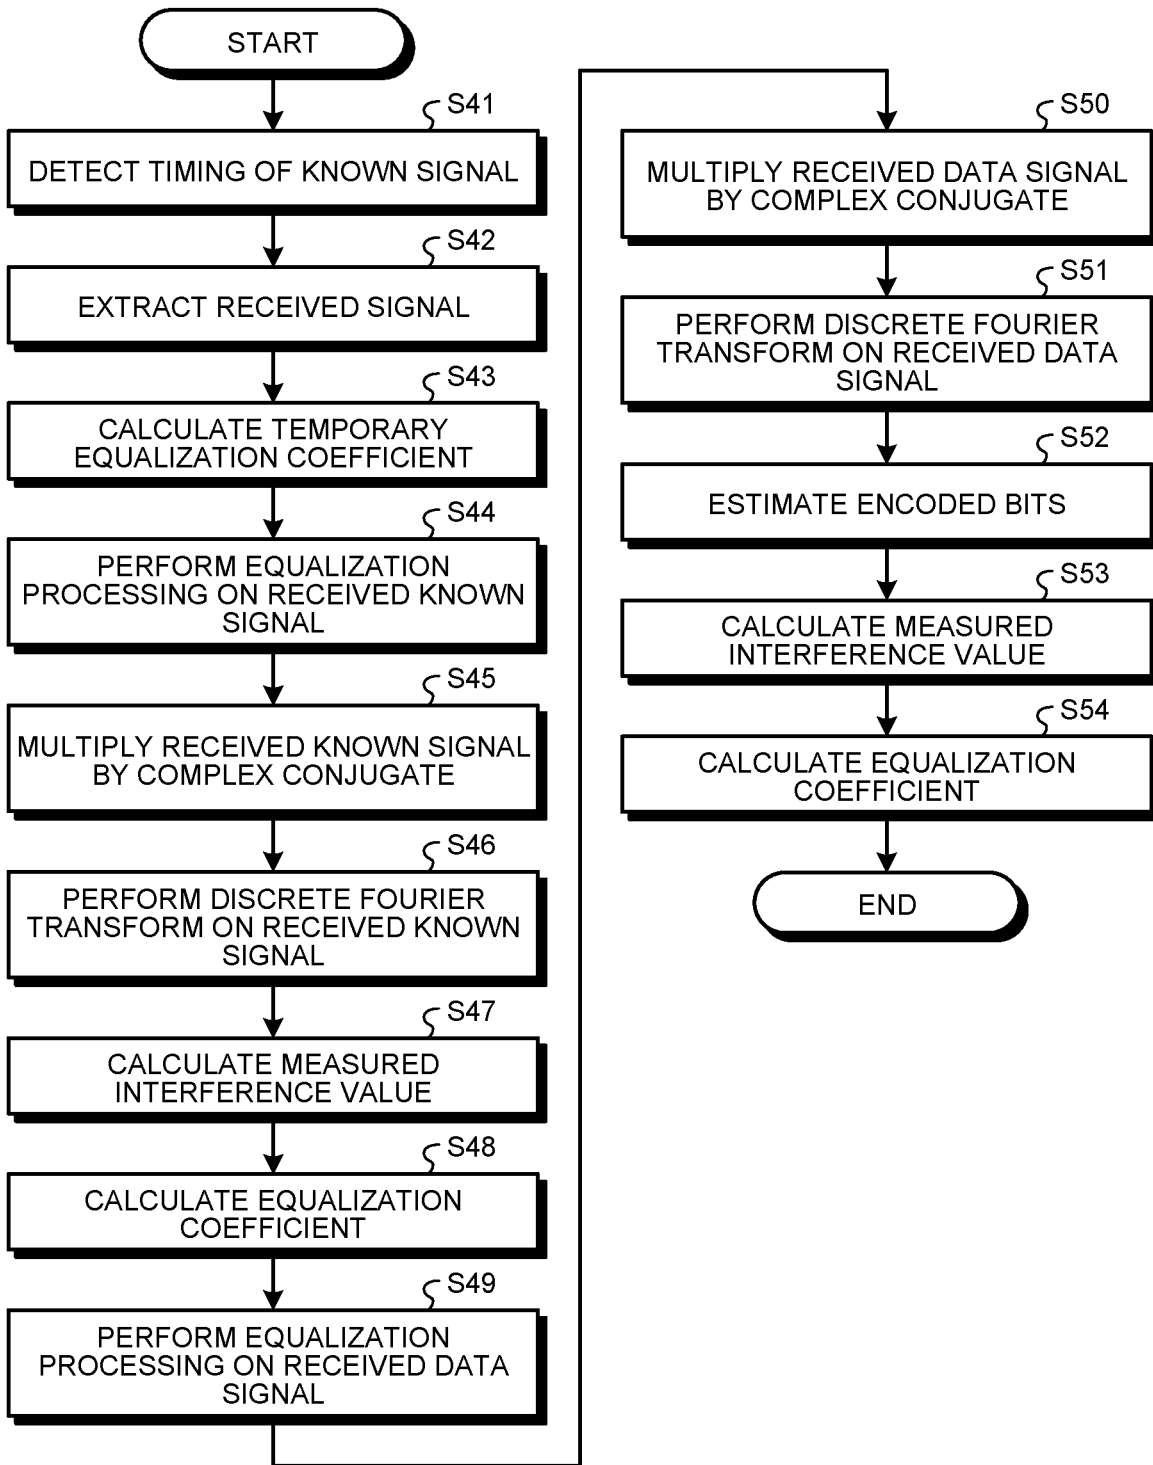 START
S41
DETECT TIMING OF KNOWN SIGNAL
S42
EXTRACT RECEIVED SIGNAL
S43
CALCULATE TEMPORARY
EQUALIZATION COEFFICIENT
S44
PERFORM EQUALIZATION
PROCESSING ON RECEIVED KNOWN
SIGNAL
S45
MULTIPLY RECEIVED KNOWN SIGNAL
BY COMPLEX CONJUGATE
S46
PERFORM DISCRETE FOURIER
TRANSFORM ON RECEIVED KNOWN
SIGNAL
S47
CALCULATE MEASURED
INTERFERENCE VALUE
S48
CALCULATE EQUALIZATION
COEFFICIENT
S49
PERFORM EQUALIZATION
PROCESSING ON RECEIVED DATA
SIGNAL
S50
MULTIPLY RECEIVED DATA SIGNAL
BY COMPLEX CONJUGATE
S51
PERFORM DISCRETE FOURIER
TRANSFORM ON RECEIVED DATA
SIGNAL
S52
ESTIMATE ENCODED BITS
S53
CALCULATE MEASURED
INTERFERENCE VALUE
S54
CALCULATE EQUALIZATION
COEFFICIENT
END